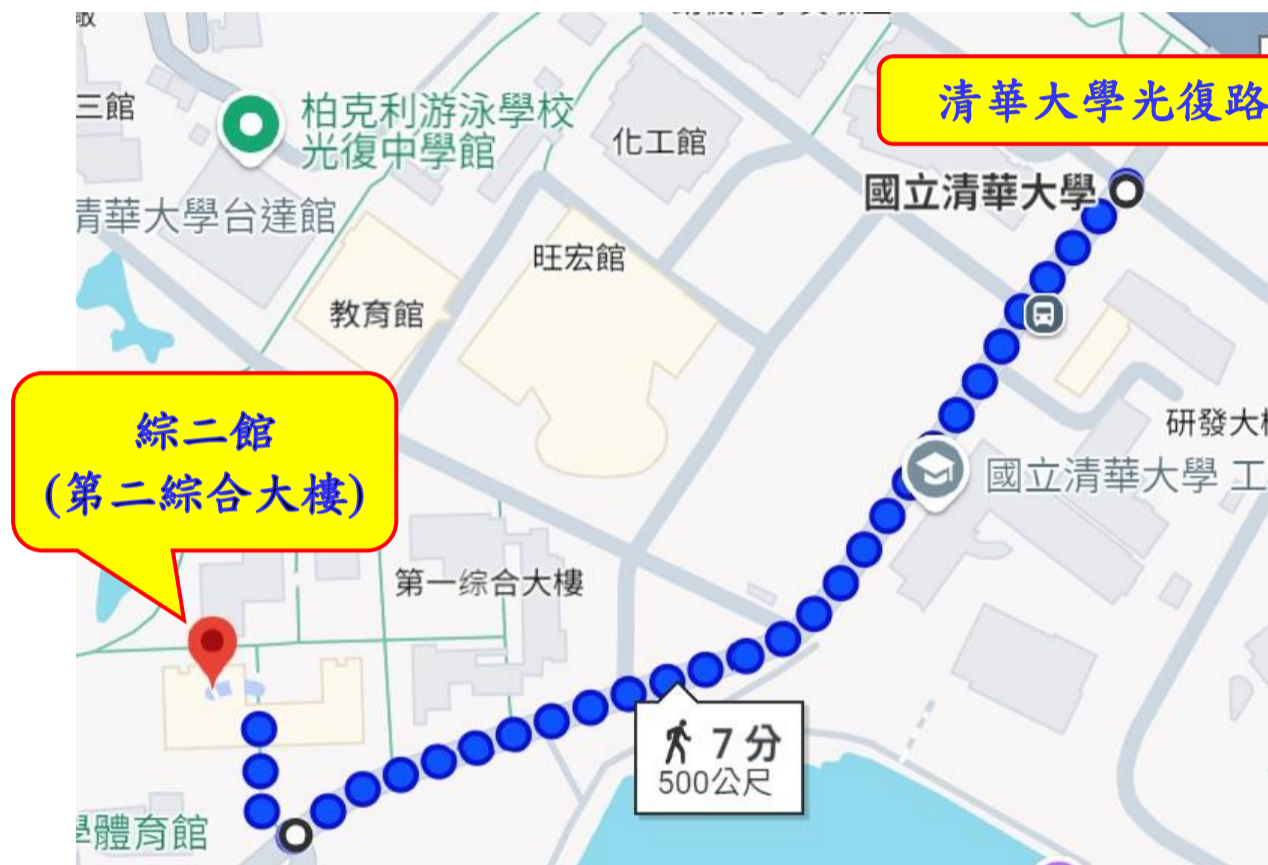 三館
柏克利游泳學校
光復中學館
化工館
清華大學光復路
國立清華大學
清華大學台達館
旺宏館
教育館
綜二館
(第二綜合大樓)
研發大樓
國立清華大學 工
第一综合大樓
7 分
500公尺
學體育館